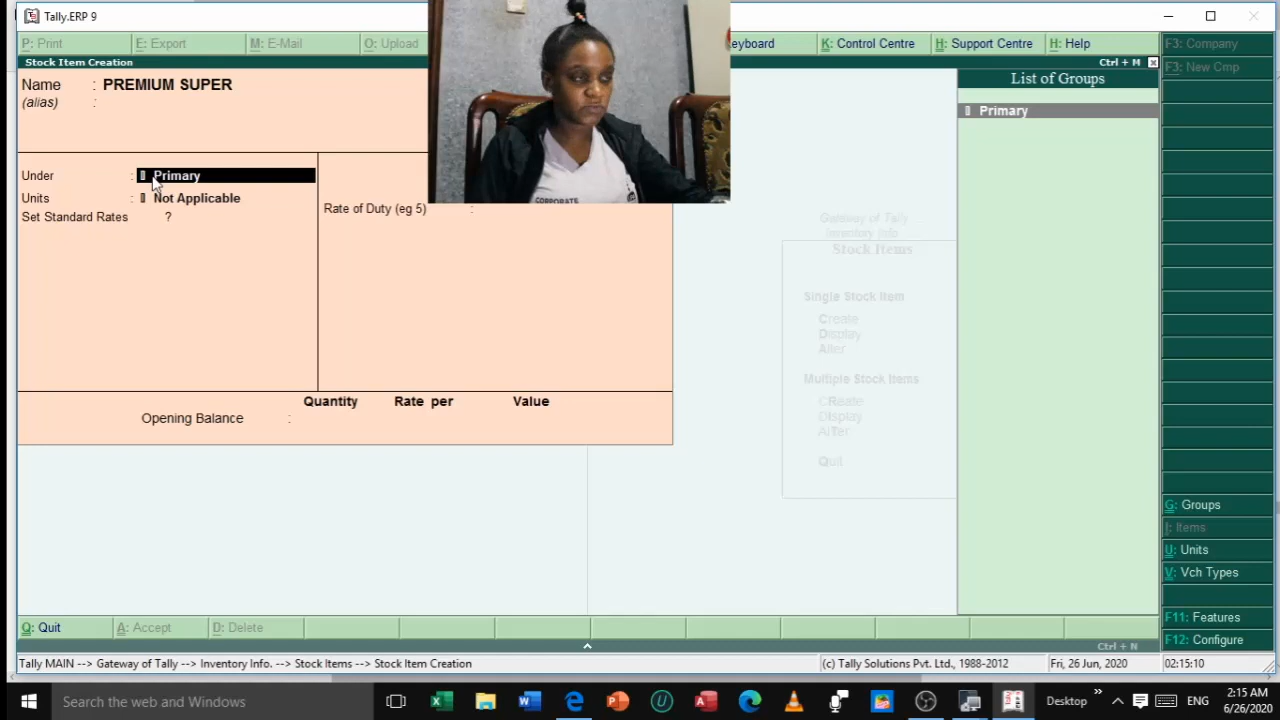 Tally.ERP 9
P: Print
E: Export
M: E-Mail
O: Upload
eyboard
K: Control Centre
H: Support Centre
H: Help
F3: Company
F3: New Cmp
Stock Item Creation
Ctrl + M
Name : PREMIUM SUPER
(alias) :
List of Groups
Primary
Under : Primary
Units : Not Applicable
Set Standard Rates ?
CORPORATE
Rate of Duty (eg 5) :
Gateway of Tally ...
Inventory Info. ...
Stock Items
Single Stock Item
Create
Display
Alter
Multiple Stock Items
CReate
DIsplay
AlTer
Quit
Quantity Rate per Value
Opening Balance :
G: Groups
I: Items
U: Units
V: Vch Types
F11: Features
F12: Configure
Q: Quit
A: Accept
D: Delete
Ctrl + N
Tally MAIN --> Gateway of Tally --> Inventory Info. --> Stock Items --> Stock Item Creation
(c) Tally Solutions Pvt. Ltd., 1988-2012
Fri, 26 Jun, 2020
02:15:10
Search the web and Windows
Desktop
ENG
2:15 AM
6/26/2020